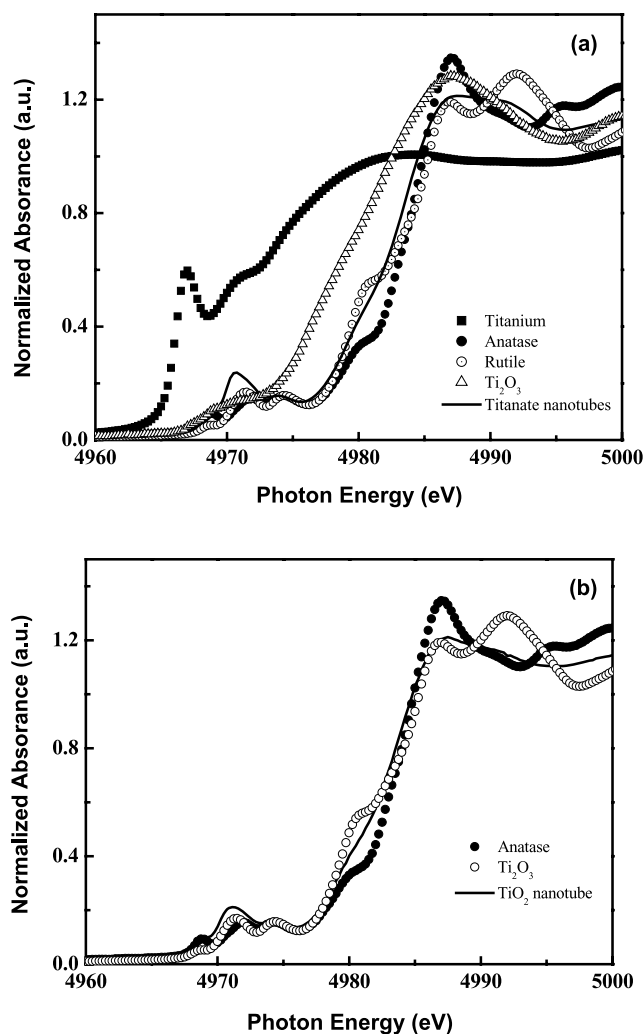 (a)
Normalized Absorance (a.u.)
1.2
0.8
0.4
0.0
Titanium
Anatase
Rutile
Ti₂O₃
Titanate nanotubes
4960 4970 4980 4990 5000
Photon Energy (eV)
(b)
Normalized Absorance (a.u.)
1.2
0.8
0.4
0.0
Anatase
Ti₂O₃
TiO₂ nanotube
4960 4970 4980 4990 5000
Photon Energy (eV)